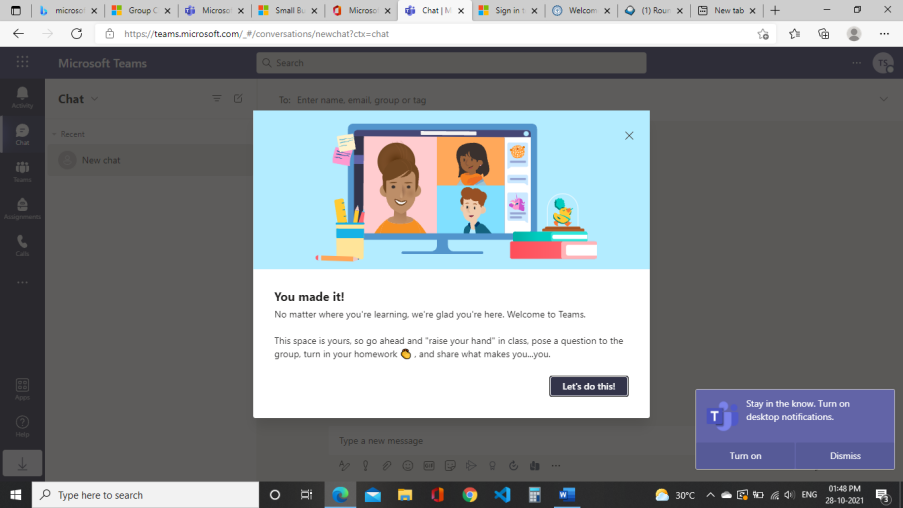 microsof
Group C
Microso
Small Bu
Microso
Chat | M
Sign in t
Welcom
(1) Roun
New tab
https://teams.microsoft.com/_#/conversations/newchat?ctx=chat
Microsoft Teams
Search
TS
Activity
Chat
Teams
Assignments
Calls
Apps
Help
Chat
Recent
New chat
To: Enter name, email, group or tag
You made it!
No matter where you're learning, we're glad you're here. Welcome to Teams.
This space is yours, so go ahead and "raise your hand" in class, pose a question to the
group, turn in your homework 👏 , and share what makes you...you.
Let's do this!
Type a new message
Stay in the know. Turn on
desktop notifications.
Turn on
Dismiss
Type here to search
30°C
ENG
01:48 PM
28-10-2021
3